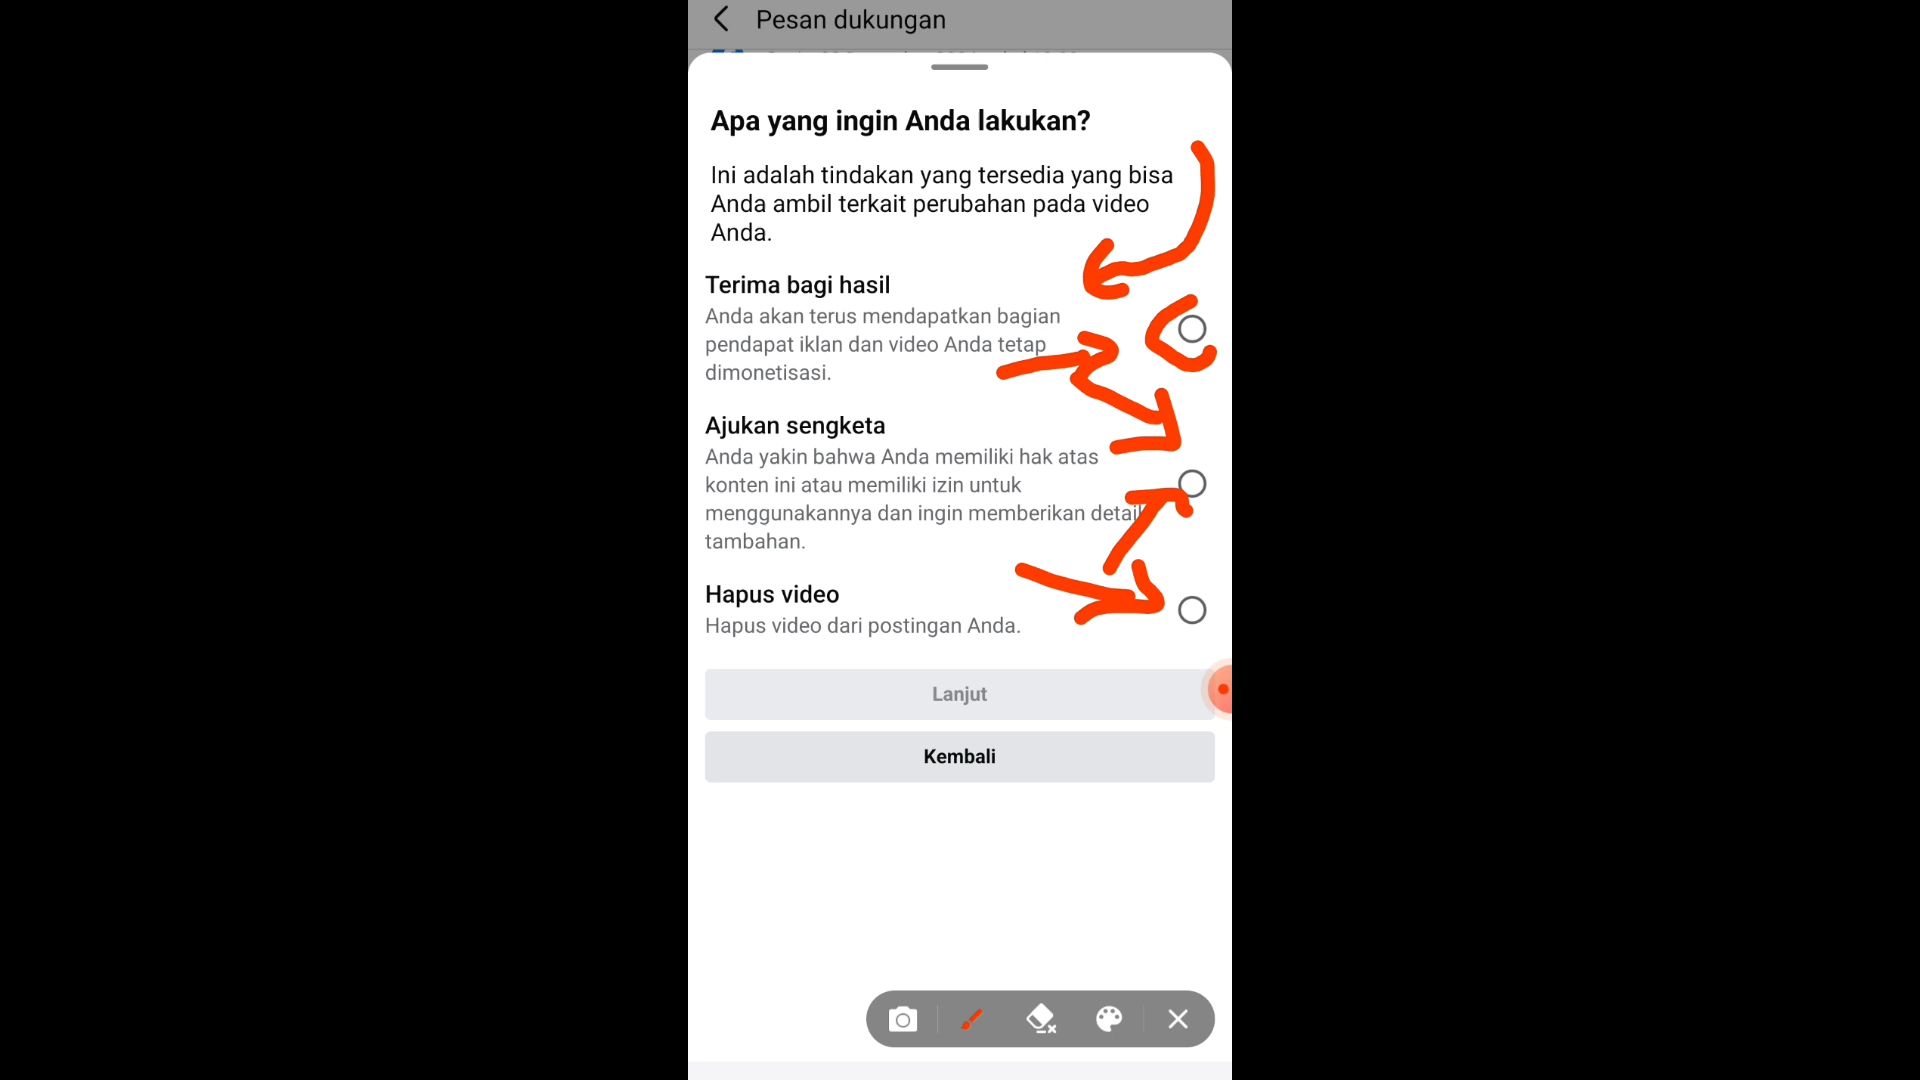 Pesan dukungan
Apa yang ingin Anda lakukan?
Ini adalah tindakan yang tersedia yang bisa
Anda ambil terkait perubahan pada video
Anda.
Terima bagi hasil
Anda akan terus mendapatkan bagian
pendapat iklan dan video Anda tetap
dimonetisasi.
Ajukan sengketa
Anda yakin bahwa Anda memiliki hak atas
konten ini atau memiliki izin untuk
menggunakannya dan ingin memberikan detail
tambahan.
Hapus video
Hapus video dari postingan Anda.
Lanjut
Kembali